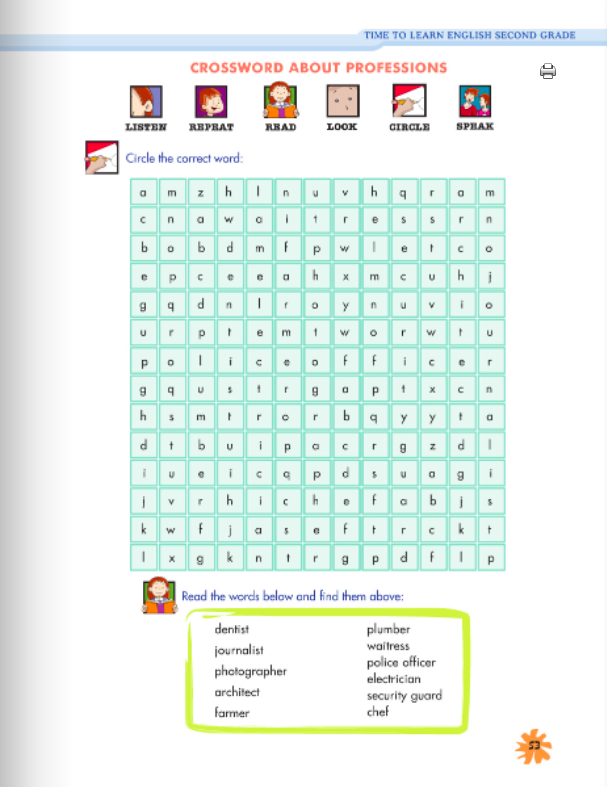 TIME TO LEARN ENGLISH SECOND GRADE
CROSSWORD ABOUT PROFESSIONS
LISTEN REPEAT READ LOOK CIRCLE SPEAK
Circle the correct word:
a m z h l n u v h q r a m
c n a w a i t r e s s r n
b o b d m f p w l e t c o
e p c e e a h x m c u h j
g q d n l r o y n u v i o
u r p t e m t w o r w t u
p o l i c e o f f i c e r
g q u s t r g a p t x c n
h s m t r o r b q y y t a
d t b u i p a c r g z d l
i u e i c q p d s u a g i
j v r h i c h e f a b j s
k w f j a s e f t r c k t
l x g k n t r g p d f l p
Read the words below and find them above:
dentist plumber
journalist waitress
photographer police officer
architect electrician
farmer security guard
chef
53